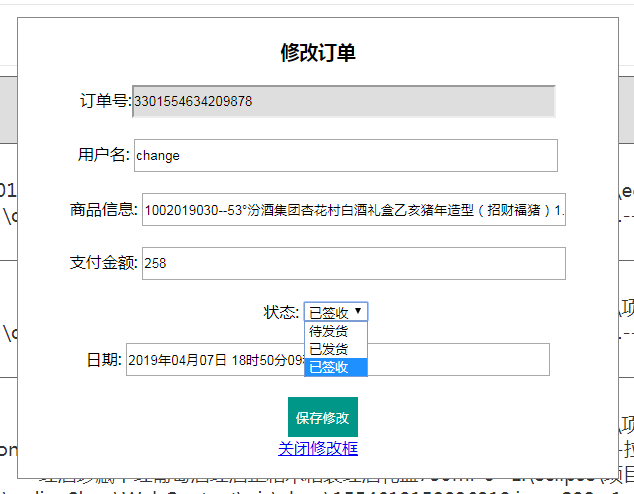 修改订单
订单号:3301554634209878
用户名: change
商品信息: 1002019030--53°汾酒集团杏花村白酒礼盒乙亥猪年造型（招财福猪）1.
支付金额: 258
状态: 已签收
待发货
已发货
已签收
日期: 2019年04月07日 18时50分09
保存修改
关闭修改框